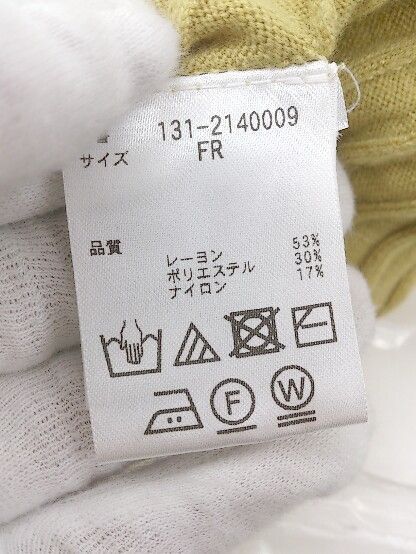 131-2140009
サイズ FR
品質
レーヨン 53%
ポリエステル 30%
ナイロン 17%
F W